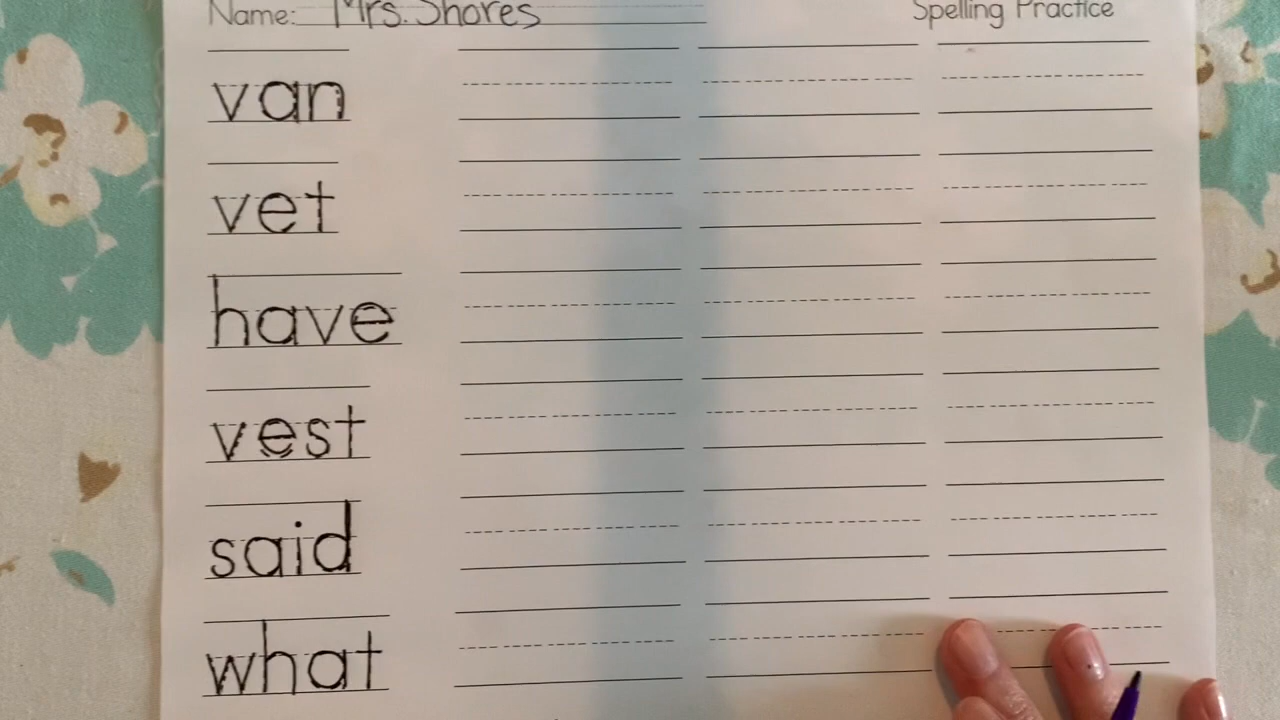 Name: Mrs. Shores Spelling Practice
van
vet
have
vest
said
what